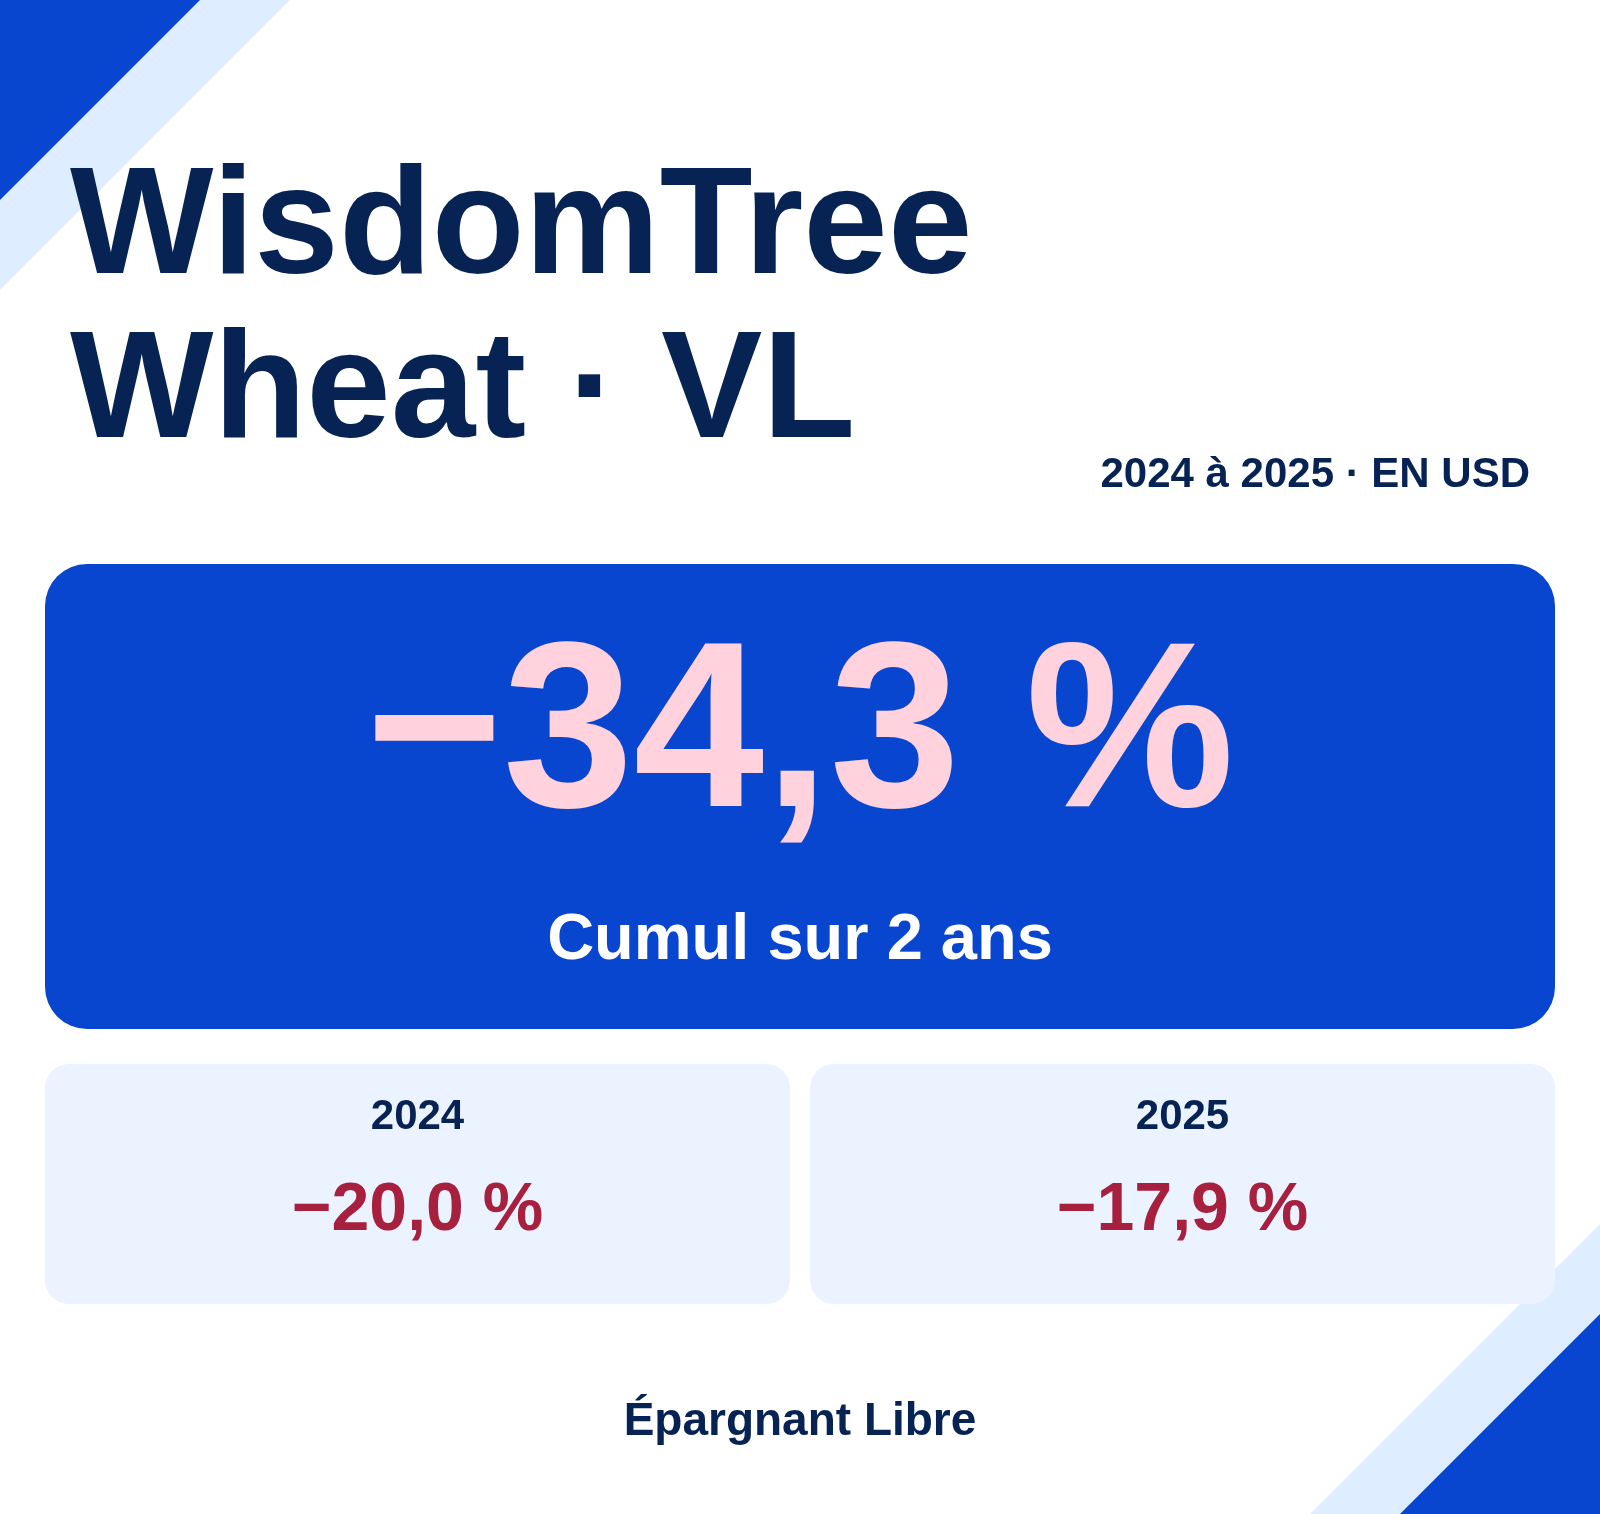 WisdomTree
Wheat · VL
2024 à 2025 · EN USD
−34,3 %
Cumul sur 2 ans
2024
−20,0 %
2025
−17,9 %
Épargnant Libre